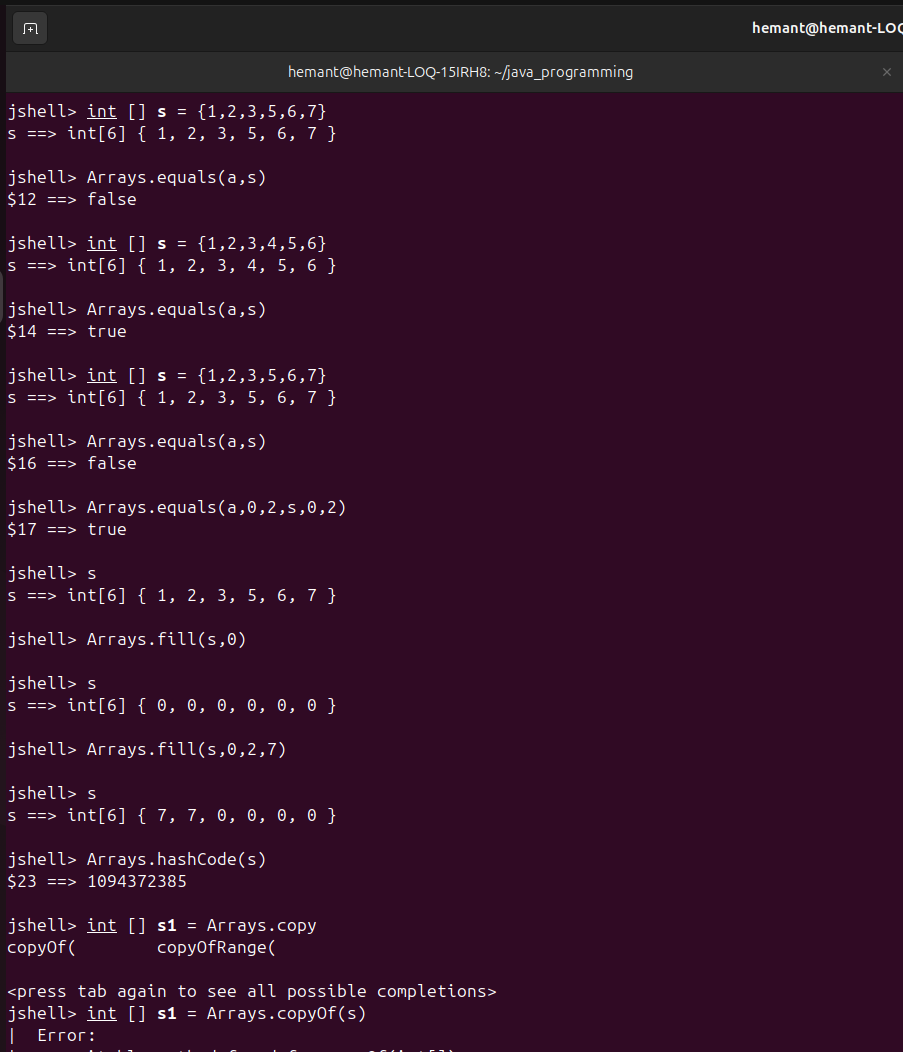 hemant@hemant-LOQ
hemant@hemant-LOQ-15IRH8: ~/java_programming
jshell> int [] s = {1,2,3,5,6,7}
s ==> int[6] { 1, 2, 3, 5, 6, 7 }
jshell> Arrays.equals(a,s)
$12 ==> false
jshell> int [] s = {1,2,3,4,5,6}
s ==> int[6] { 1, 2, 3, 4, 5, 6 }
jshell> Arrays.equals(a,s)
$14 ==> true
jshell> int [] s = {1,2,3,5,6,7}
s ==> int[6] { 1, 2, 3, 5, 6, 7 }
jshell> Arrays.equals(a,s)
$16 ==> false
jshell> Arrays.equals(a,0,2,s,0,2)
$17 ==> true
jshell> s
s ==> int[6] { 1, 2, 3, 5, 6, 7 }
jshell> Arrays.fill(s,0)
jshell> s
s ==> int[6] { 0, 0, 0, 0, 0, 0 }
jshell> Arrays.fill(s,0,2,7)
jshell> s
s ==> int[6] { 7, 7, 0, 0, 0, 0 }
jshell> Arrays.hashCode(s)
$23 ==> 1094372385
jshell> int [] s1 = Arrays.copy
copyOf(        copyOfRange(
<press tab again to see all possible completions>
jshell> int [] s1 = Arrays.copyOf(s)
|  Error: